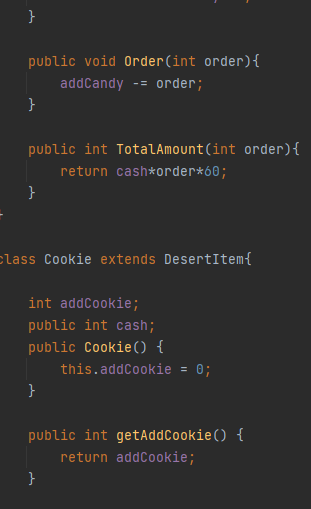 }
public void Order(int order){
addCandy -= order;
}
public int TotalAmount(int order){
return cash*order*60;
}
}
class Cookie extends DesertItem{
int addCookie;
public int cash;
public Cookie() {
this.addCookie = 0;
}
public int getAddCookie() {
return addCookie;
}